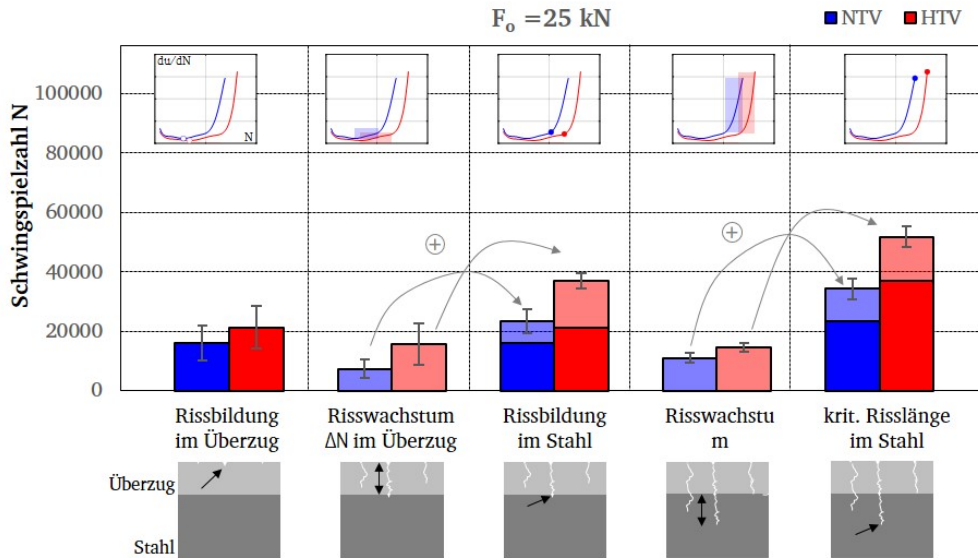 F₀ =25 kN
NTV
HTV
Schwingspielzahl N
100000
80000
60000
40000
20000
0
du/dN
N
+
+
Rissbildung
im Überzug
Risswachstum
ΔN im Überzug
Rissbildung
im Stahl
Risswachstu
m
krit. Risslänge
im Stahl
Überzug
Stahl